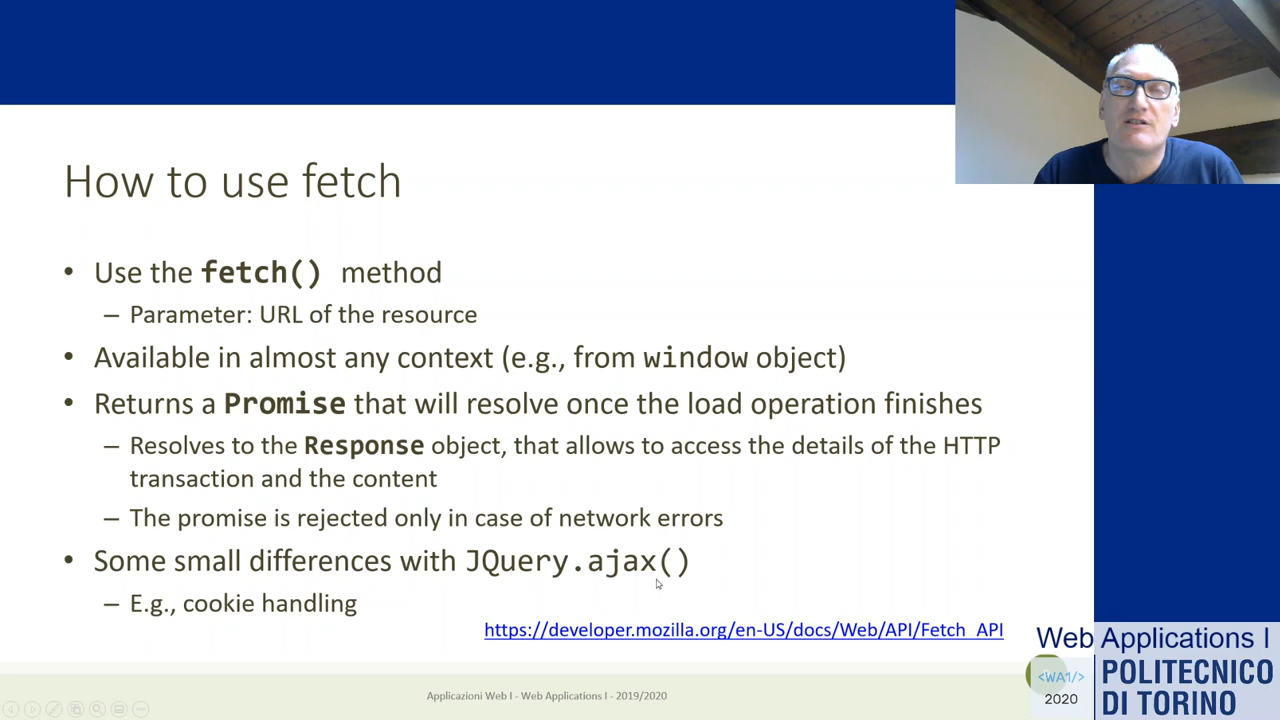 How to use fetch
• Use the fetch() method
– Parameter: URL of the resource
• Available in almost any context (e.g., from window object)
• Returns a Promise that will resolve once the load operation finishes
– Resolves to the Response object, that allows to access the details of the HTTP
transaction and the content
– The promise is rejected only in case of network errors
• Some small differences with JQuery.ajax()
– E.g., cookie handling
https://developer.mozilla.org/en-US/docs/Web/API/Fetch_API
Applicazioni Web I - Web Applications I - 2019/2020
Web Applications I
<WA1/>
2020
POLITECNICO
DI TORINO